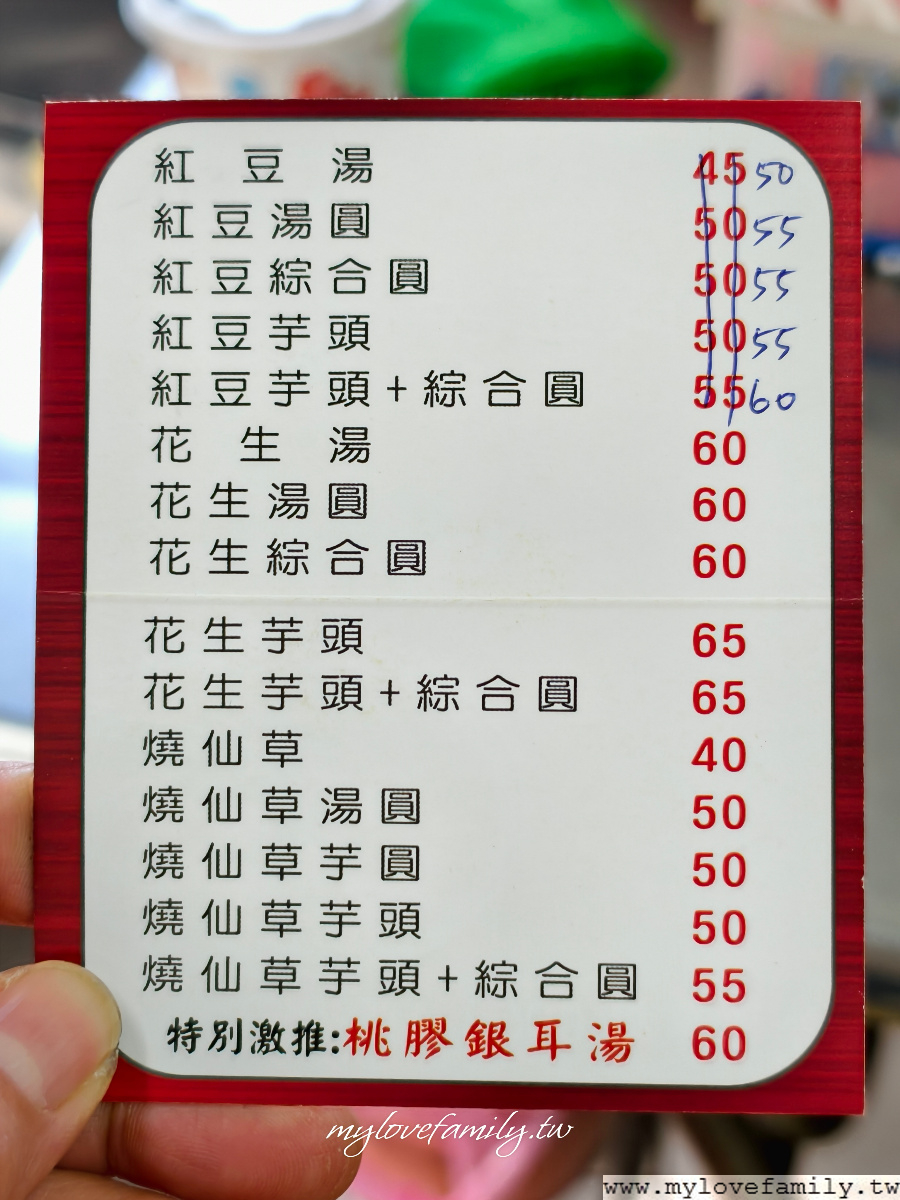 紅豆湯 45 50
紅豆湯圓 50 55
紅豆綜合圓 50 55
紅豆芋頭 50 55
紅豆芋頭+綜合圓 55 60
花生湯 60
花生湯圓 60
花生綜合圓 60
花生芋頭 65
花生芋頭+綜合圓 65
燒仙草 40
燒仙草湯圓 50
燒仙草芋圓 50
燒仙草芋頭 50
燒仙草芋頭+綜合圓 55
特別激推:桃膠銀耳湯 60
mylovefamily.tw
www.mylovefamily.tw